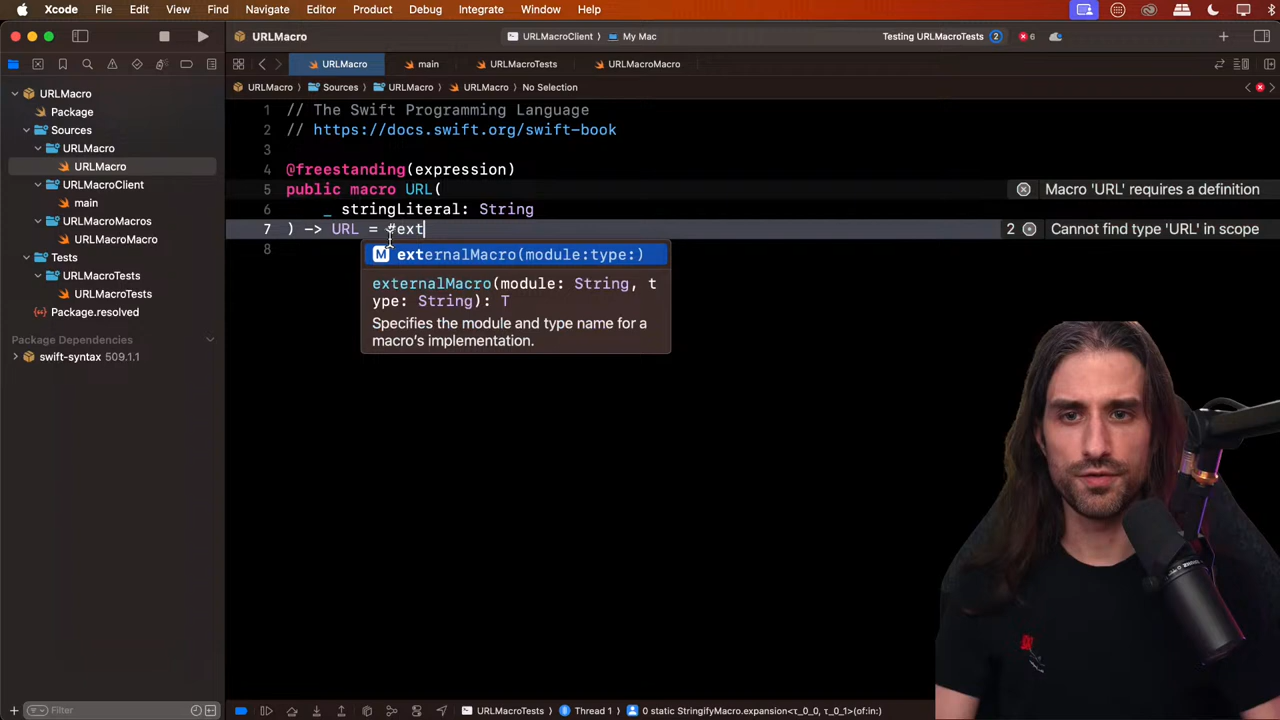 Xcode File Edit View Find Navigate Editor Product Debug Integrate Window Help
URLMacro
URLMacroClient > My Mac
Testing URLMacroTests 2
6
URLMacro
main
URLMacroTests
URLMacroMacro
URLMacro > Sources > URLMacro > URLMacro > No Selection
URLMacro
Package
Sources
URLMacro
URLMacro
URLMacroClient
main
URLMacroMacros
URLMacroMacro
Tests
URLMacroTests
URLMacroTests
Package.resolved
Package Dependencies
swift-syntax 509.1.1
Filter
1 // The Swift Programming Language
2 // https://docs.swift.org/swift-book
3
4 @freestanding(expression)
5 public macro URL(
Macro 'URL' requires a definition
6 _ stringLiteral: String
7 ) -> URL = #ext
2 Cannot find type 'URL' in scope
8
M externalMacro(module:type:)
externalMacro(module: String, t
ype: String): T
Specifies the module and type name for a
macro's implementation.
URLMacroTests > Thread 1 > 0 static StringifyMacro.expansion<τ_0_0, τ_0_1>(of:in:)